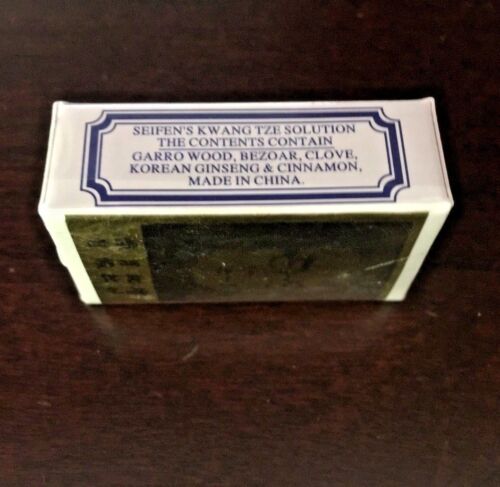 SEIFEN'S KWANG TZE SOLUTION
THE CONTENTS CONTAIN
GARRO WOOD, BEZOAR, CLOVE,
KOREAN GINSENG & CINNAMON,
MADE IN CHINA.